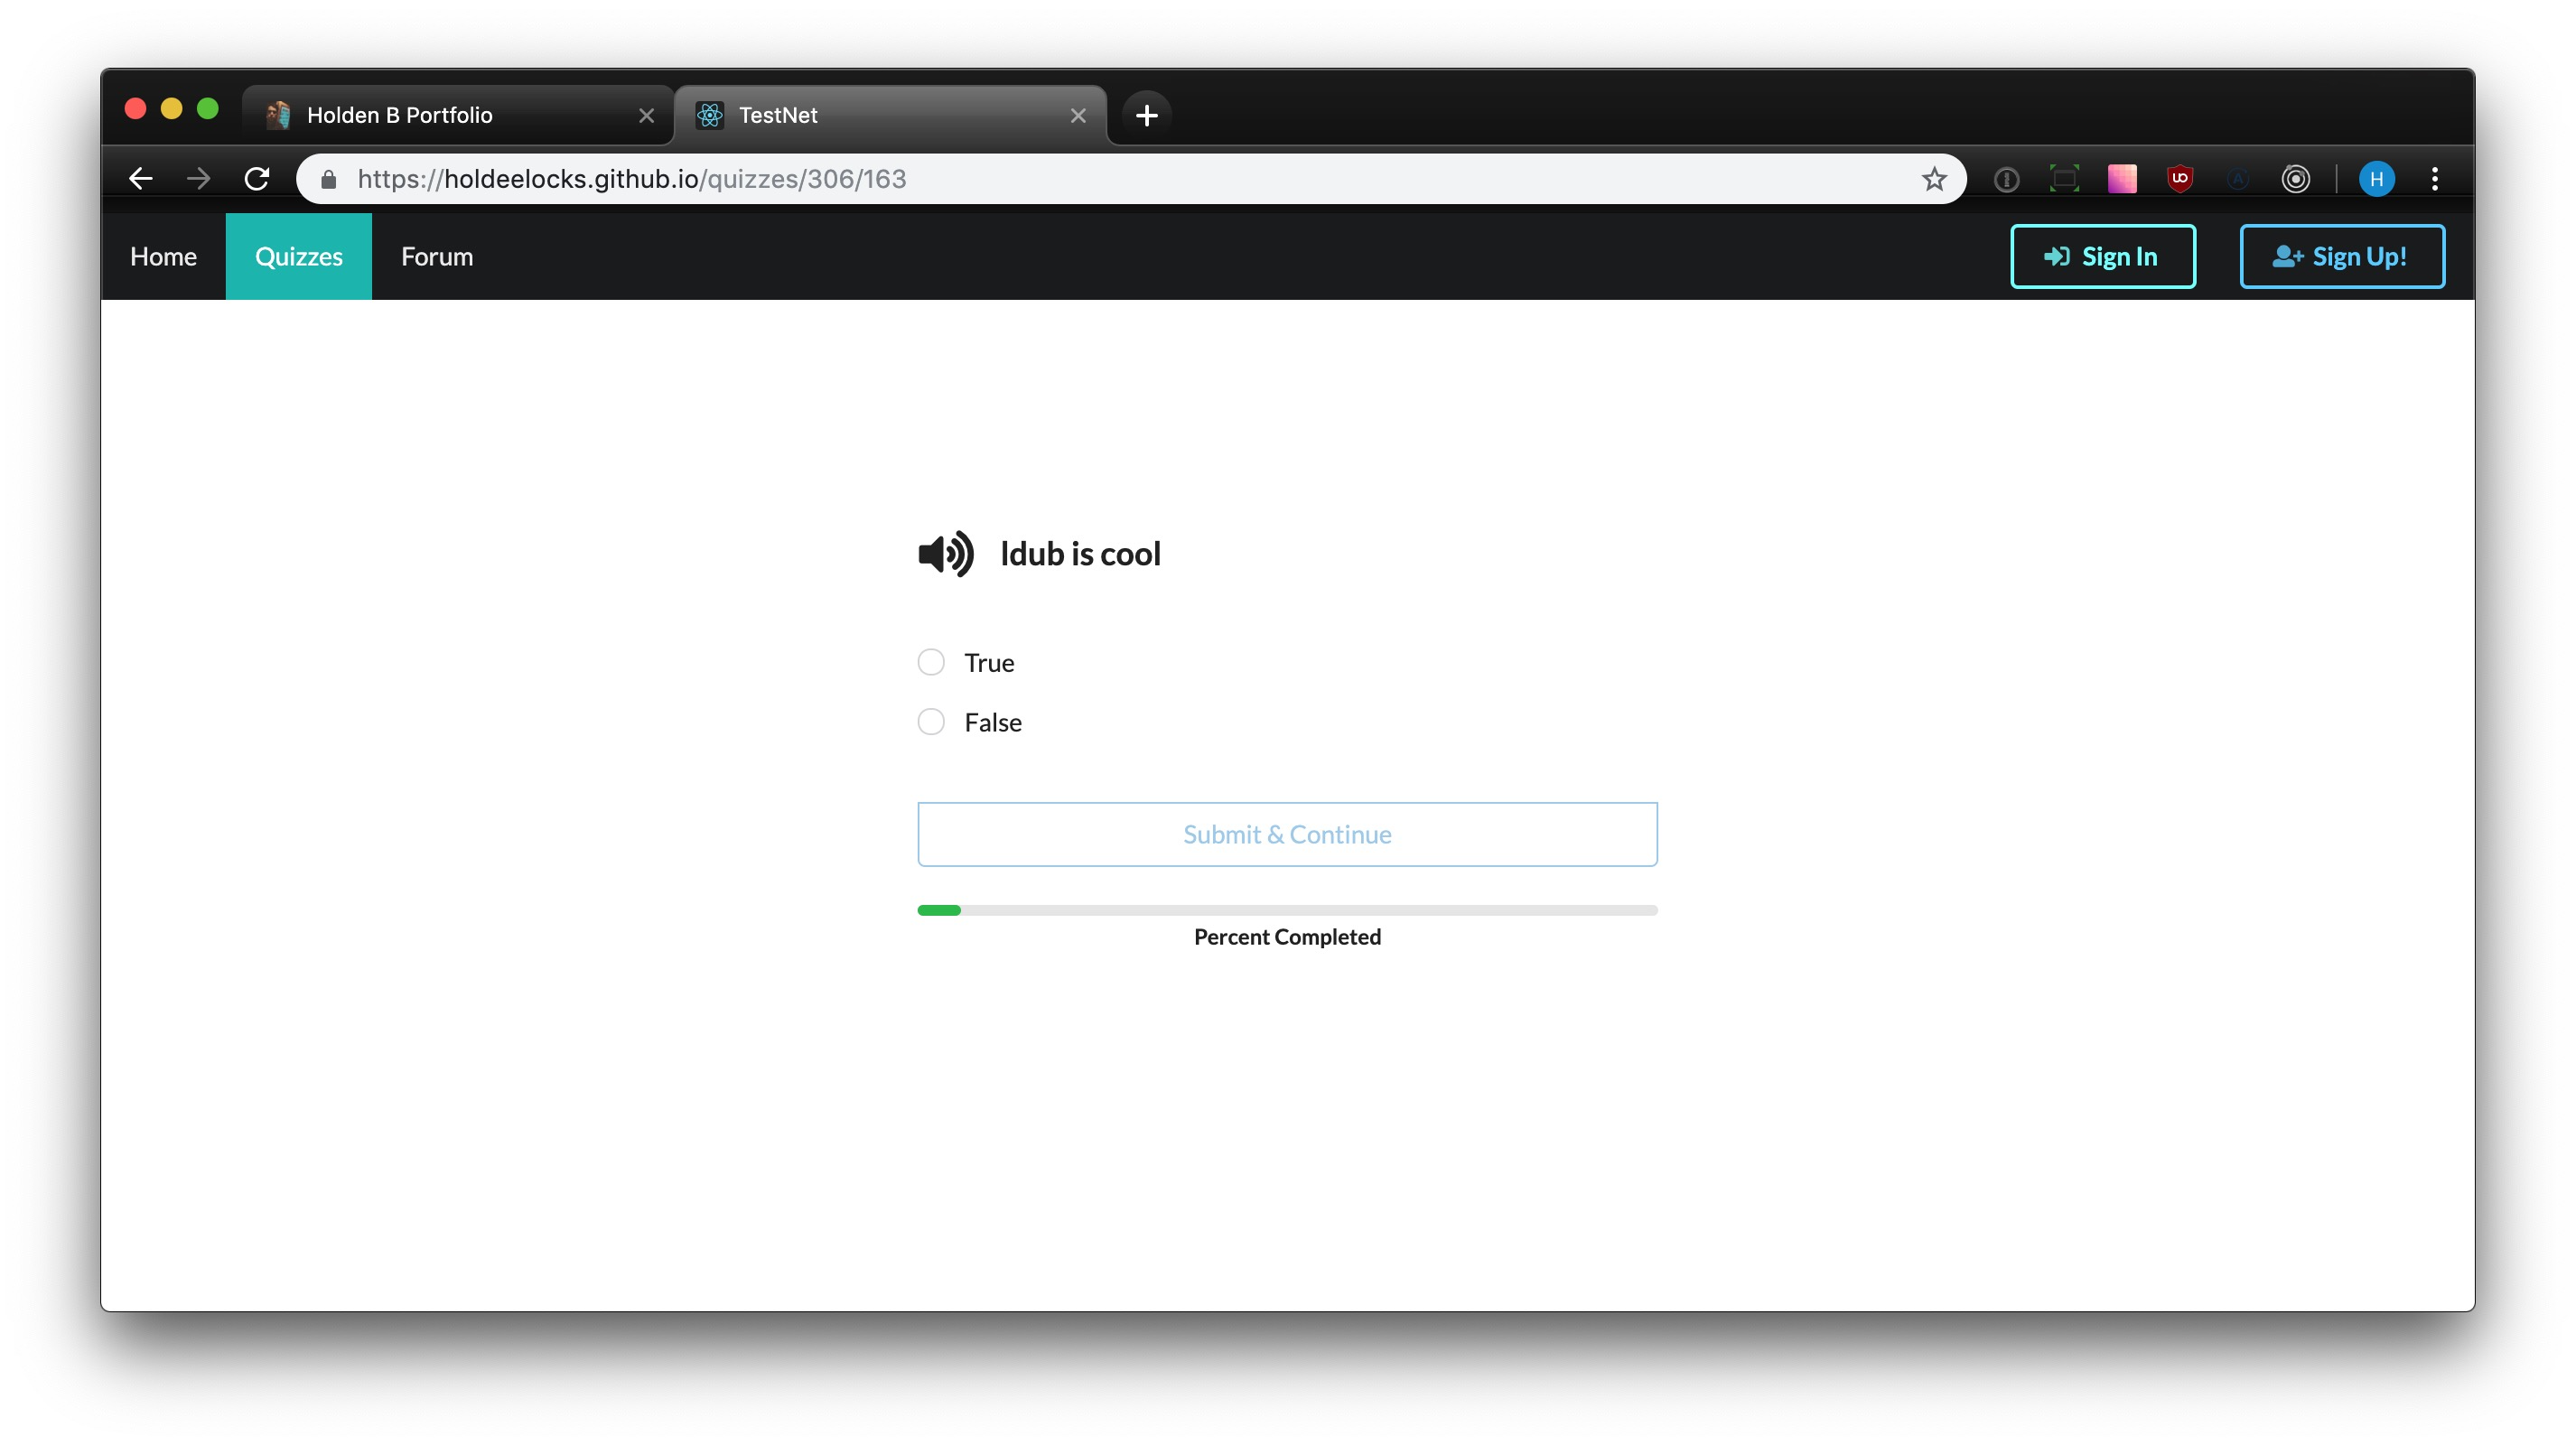 Holden B Portfolio
TestNet
https://holdeelocks.github.io/quizzes/306/163
H
Home
Quizzes
Forum
Sign In
Sign Up!
ldub is cool
True
False
Submit & Continue
Percent Completed